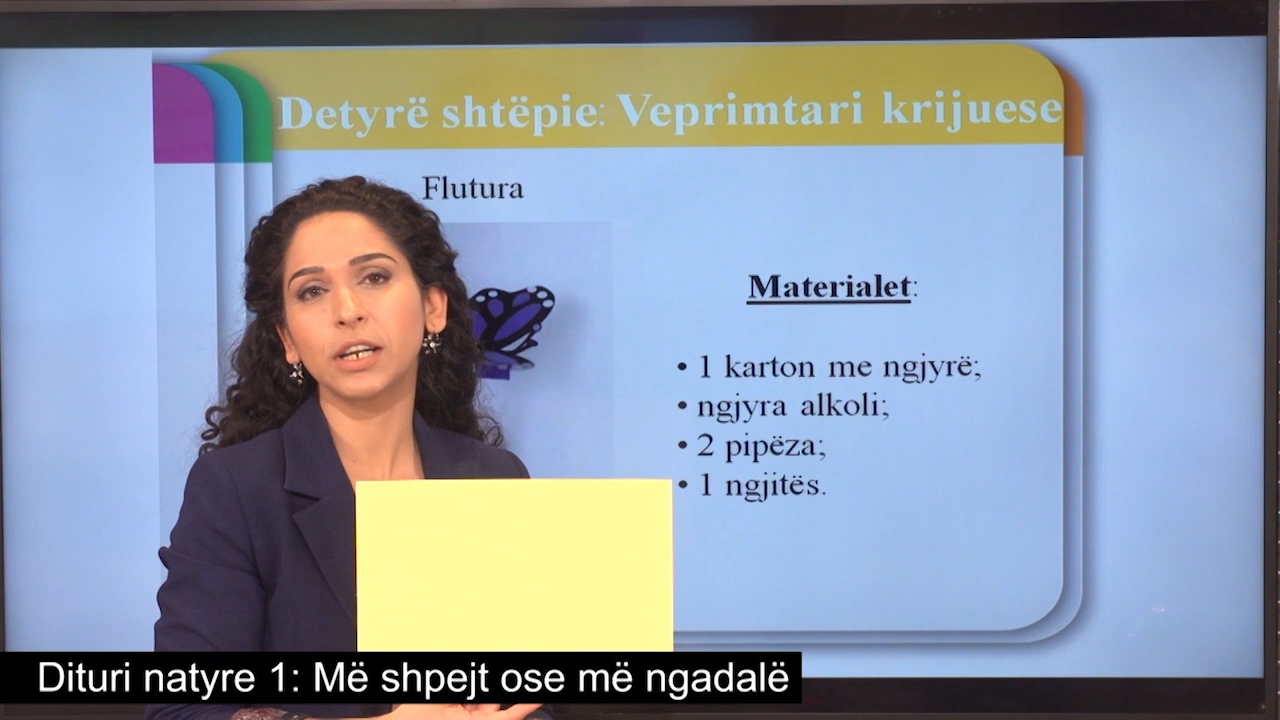 Detyrë shtëpie: Veprimtari krijuese
Flutura
Materialet:
• 1 karton me ngjyrë;
• ngjyra alkoli;
• 2 pipëza;
• 1 ngjitës.
Dituri natyre 1: Më shpejt ose më ngadalë